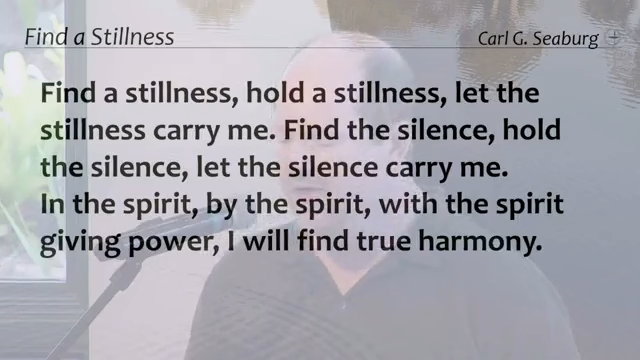 Find a Stillness
Carl G. Seaburg
Find a stillness, hold a stillness, let the
stillness carry me. Find the silence, hold
the silence, let the silence carry me.
In the spirit, by the spirit, with the spirit
giving power, I will find true harmony.